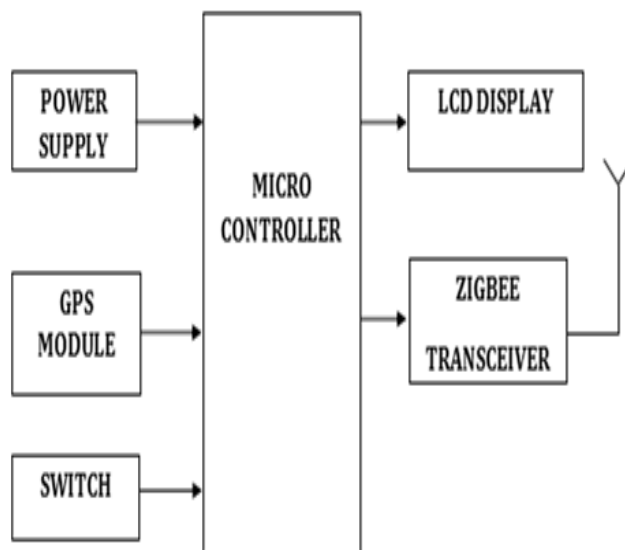 POWER
SUPPLY
GPS
MODULE
SWITCH
MICRO
CONTROLLER
LCD DISPLAY
ZIGBEE
TRANSCEIVER